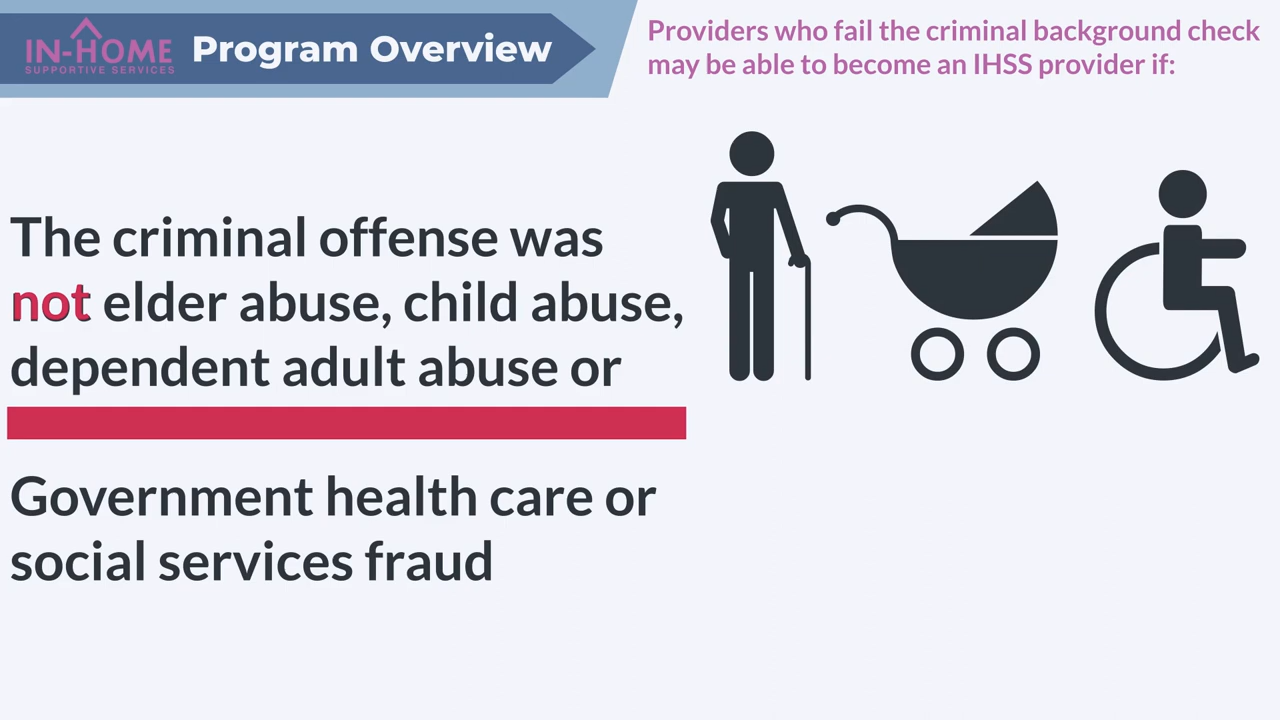 IN-HOME
SUPPORTIVE SERVICES
Program Overview
Providers who fail the criminal background check
may be able to become an IHSS provider if:
The criminal offense was
not elder abuse, child abuse,
dependent adult abuse or
Government health care or
social services fraud